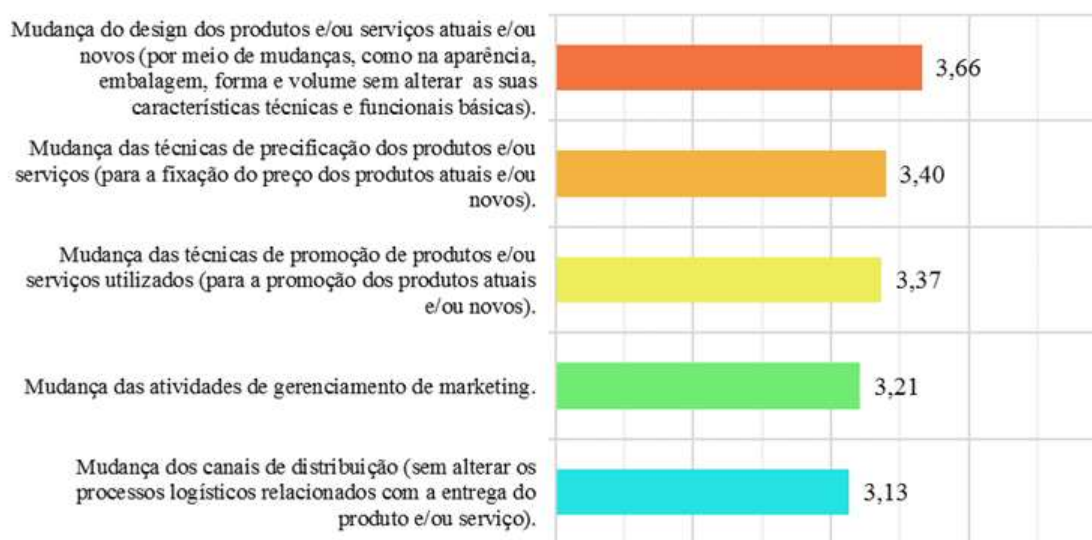 Mudança do design dos produtos e/ou serviços atuais e/ou
novos (por meio de mudanças, como na aparência,
embalagem, forma e volume sem alterar as suas
características técnicas e funcionais básicas).
3,66
Mudança das técnicas de precificação dos produtos e/ou
serviços (para a fixação do preço dos produtos atuais e/ou
novos).
3,40
Mudança das técnicas de promoção de produtos e/ou
serviços utilizados (para a promoção dos produtos atuais
e/ou novos).
3,37
Mudança das atividades de gerenciamento de marketing.
3,21
Mudança dos canais de distribuição (sem alterar os
processos logísticos relacionados com a entrega do
produto e/ou serviço).
3,13